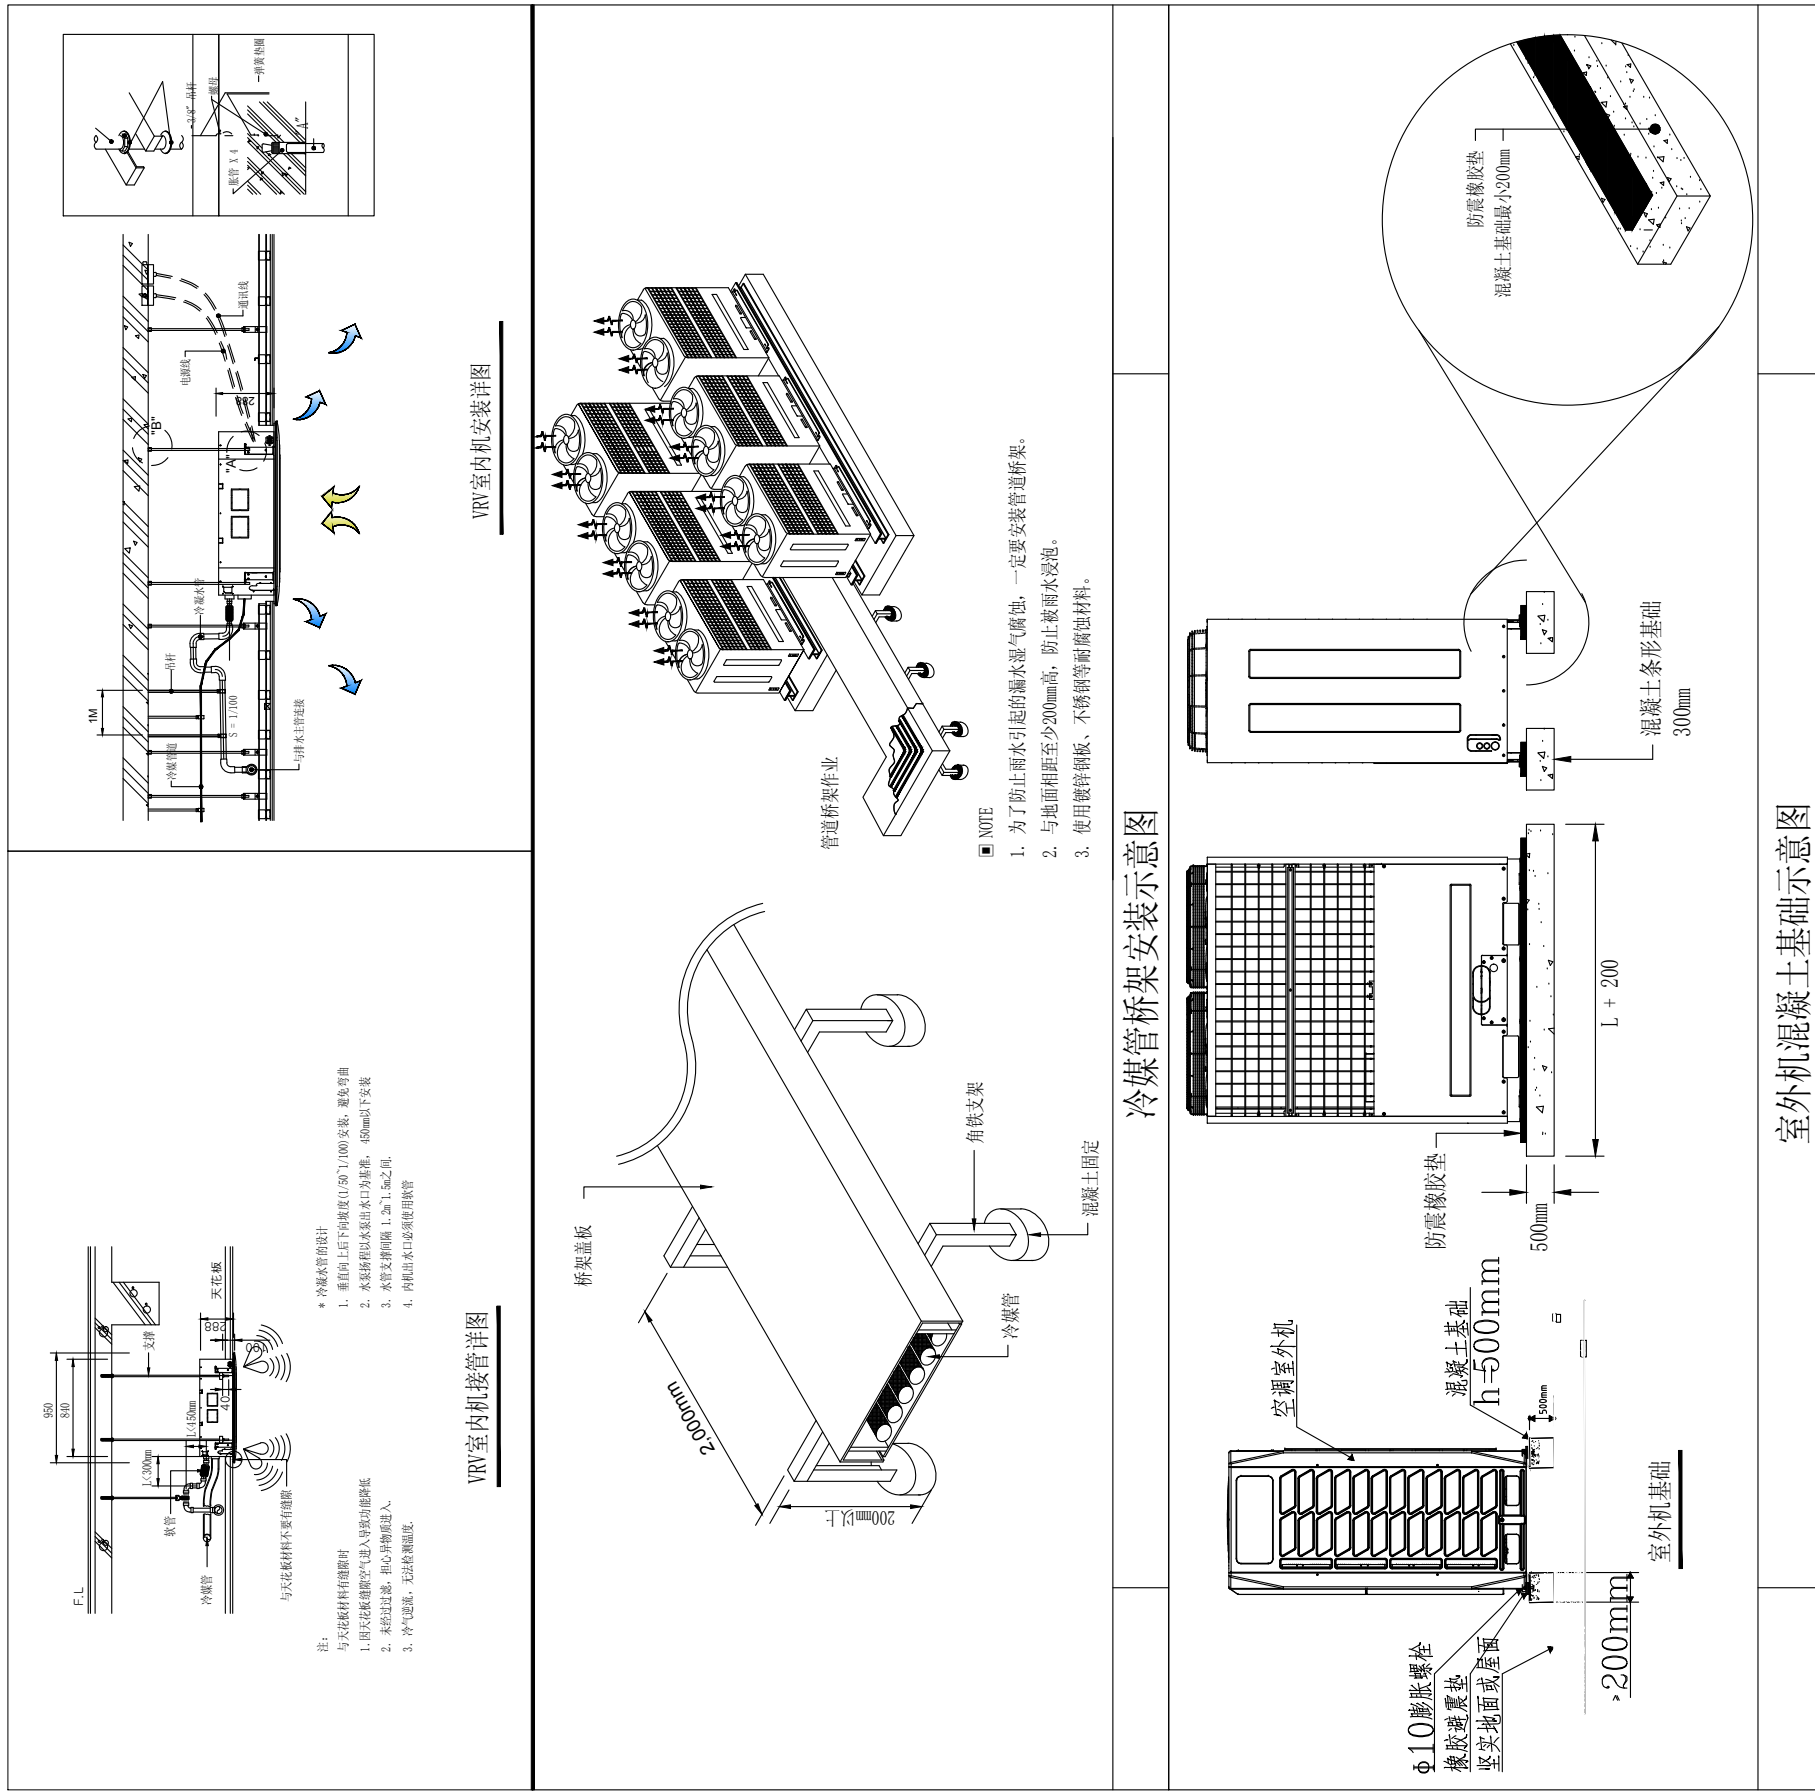 F.L
950
840
支撑
软管
L<300mm
L<450mm
40
288
天花板
冷媒管
与天花板材料不要有缝隙
注:
与天花板材料有缝隙时
1.因天花板缝隙空气进入导致功能降低
2. 未经过过滤, 担心异物质进入.
3. 冷气逆流, 无法检测温度.
* 冷凝水管的设计
1. 垂直向上后下向坡度(1/50~1/100)安装, 避免弯曲
2. 水泵扬程以水泵出水口为基准, 450mm以下安装
3. 水管支撑间隔 1.2m~1.5m之间.
4. 内机出水口必须使用软管
VRV室内机接管详图
1M
冷媒管道
吊杆
冷凝水管
S = 1/100
与排水主管连接
"A"
"B"
电源线
通讯线
胀管 X 4
3/8" 吊杆
螺母
弹簧垫圈
A"
VRV室内机安装详图
桥架盖板
2,000mm
200mm以上
冷媒管
角铁支架
混凝土固定
管道桥架作业
NOTE
1. 为了防止雨水引起的漏水湿气腐蚀, 一定要安装管道桥架。
2. 与地面相距至少200mm高, 防止被雨水浸泡。
3. 使用镀锌钢板、不锈钢等耐腐蚀材料。
冷媒管桥架安装示意图
空调室外机
混凝土基础
h=500mm
500mm
Φ10膨胀螺栓
橡胶避震垫
坚实地面或屋面
>200mm
室外机基础
防震橡胶垫
500mm
L + 200
混凝土条形基础
300mm
防震橡胶垫
混凝土基础最小200mm
室外机混凝土基础示意图